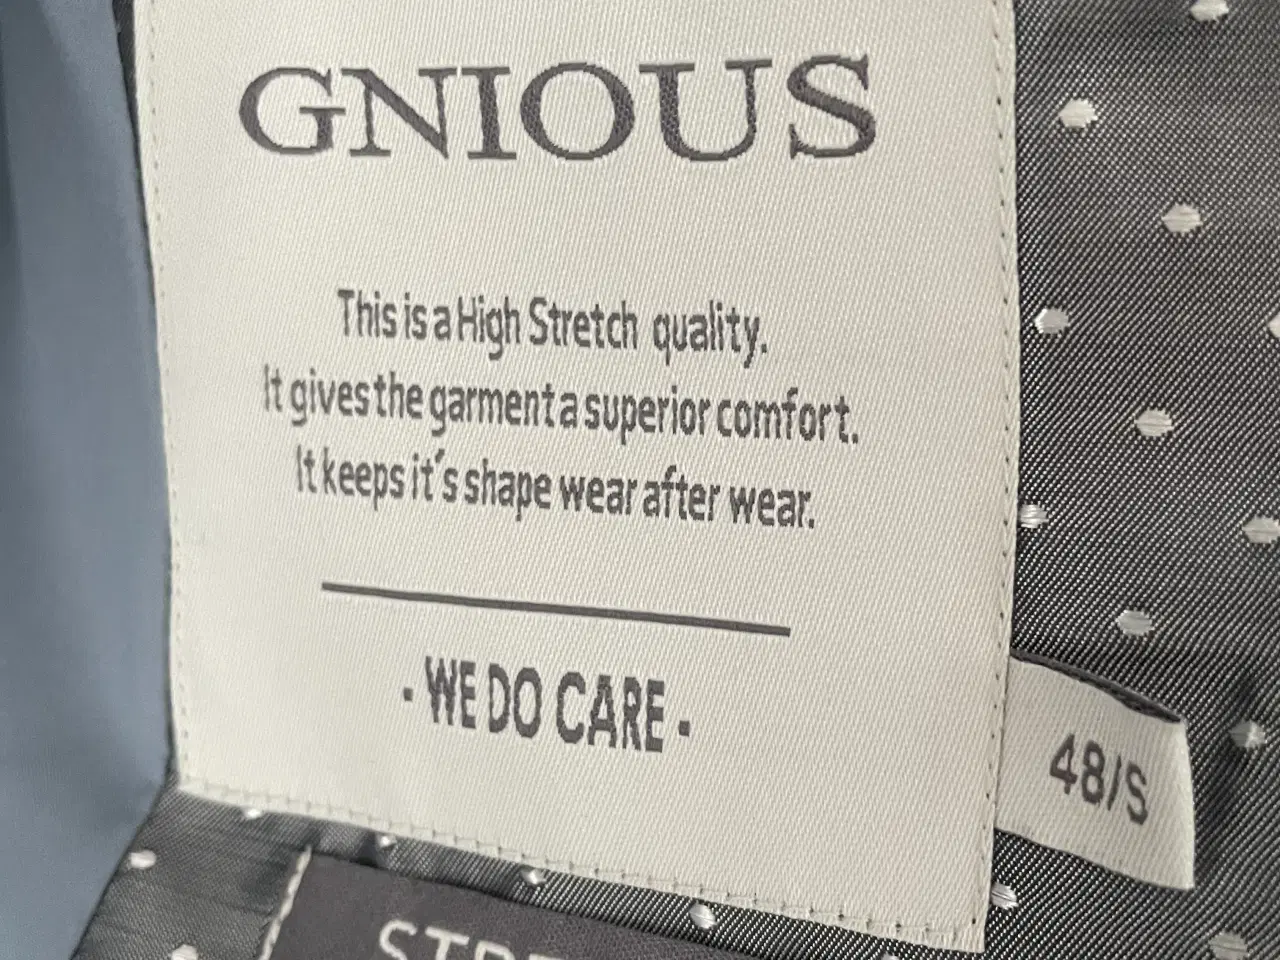 GNIOUS
This is a High Stretch quality.
It gives the garment a superior comfort.
It keeps it's shape wear after wear.
- WE DO CARE -
48/S